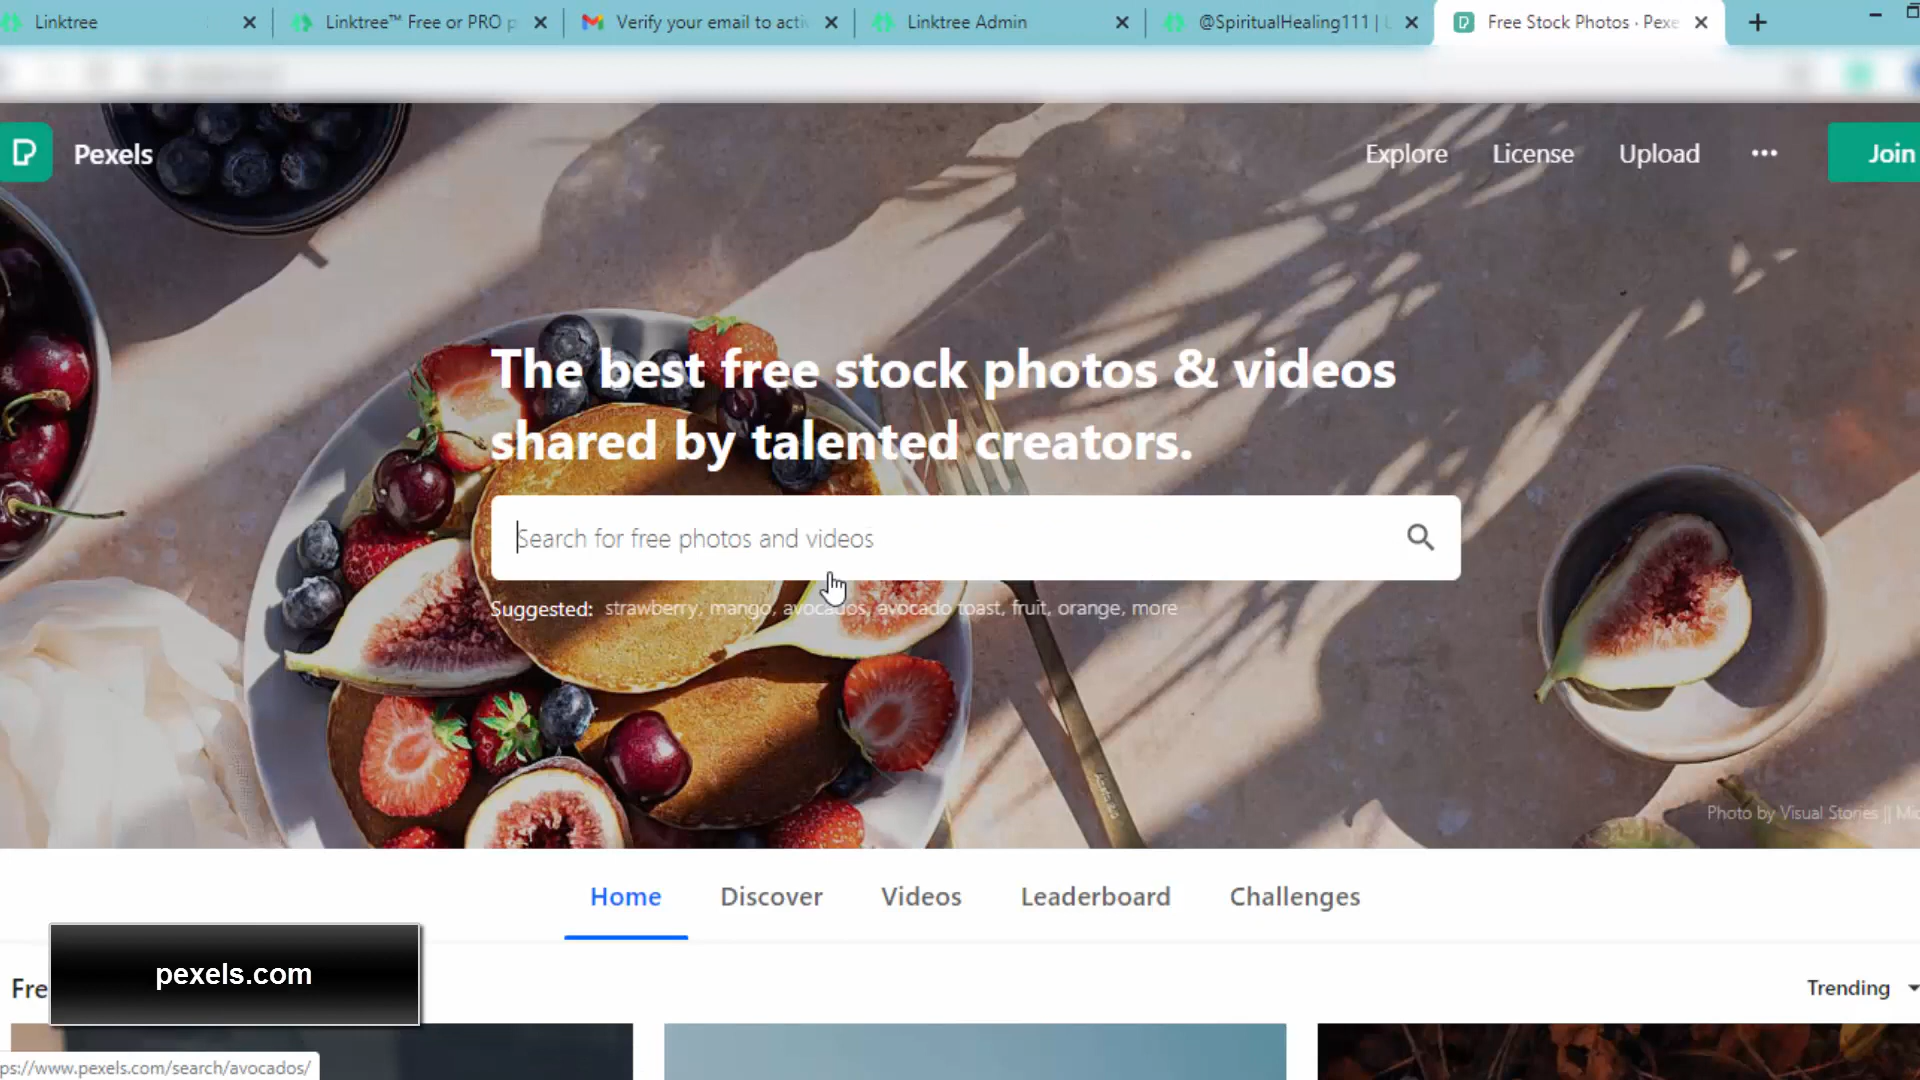 Linktree
Linktree™ Free or PRO p
Verify your email to acti
Linktree Admin
@SpiritualHealing111 | L
Free Stock Photos · Pexe
Pexels
Explore
License
Upload
Join
The best free stock photos & videos
shared by talented creators.
Search for free photos and videos
Suggested: strawberry, mango, avocados, avocado toast, fruit, orange, more
Photo by Visual Stories || Mic
Home
Discover
Videos
Leaderboard
Challenges
Fre
pexels.com
Trending
ps://www.pexels.com/search/avocados/